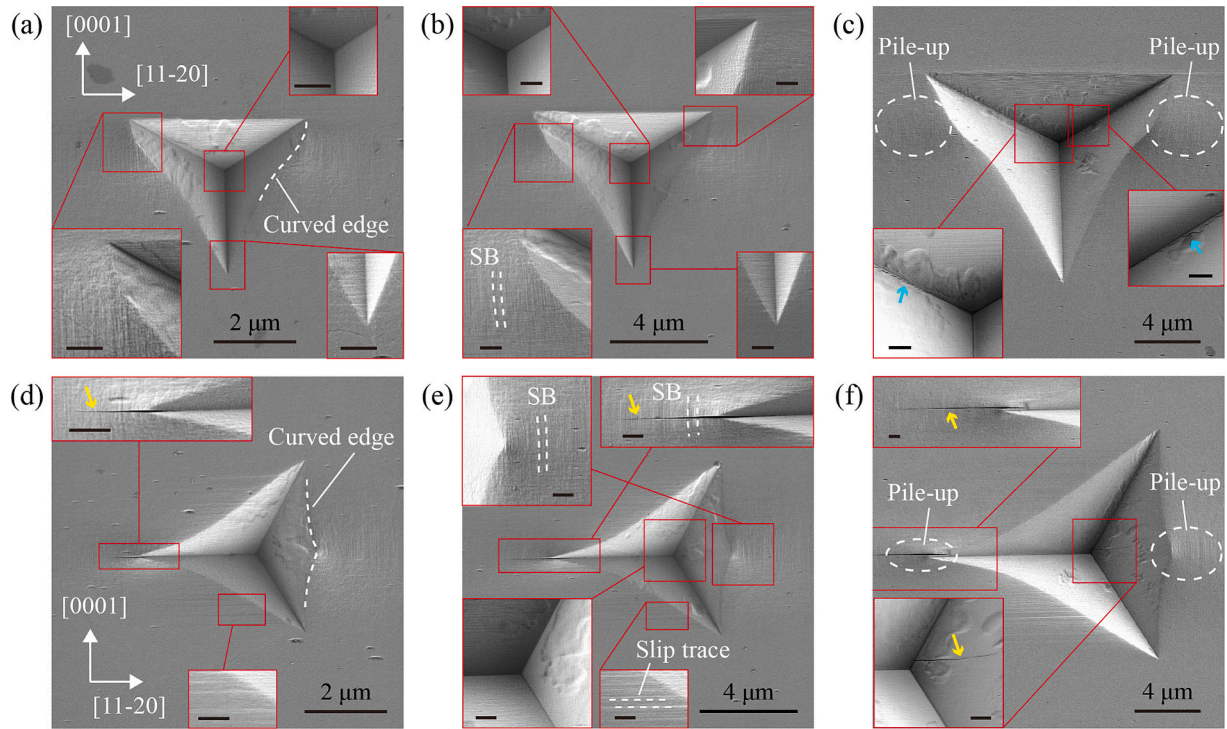 (a)
[0001]
[11-20]
Curved edge
2 μm
(b)
SB
4 μm
(c)
Pile-up
Pile-up
4 μm
(d)
Curved edge
[0001]
[11-20]
2 μm
(e)
SB
SB
Slip trace
4 μm
(f)
Pile-up
Pile-up
4 μm